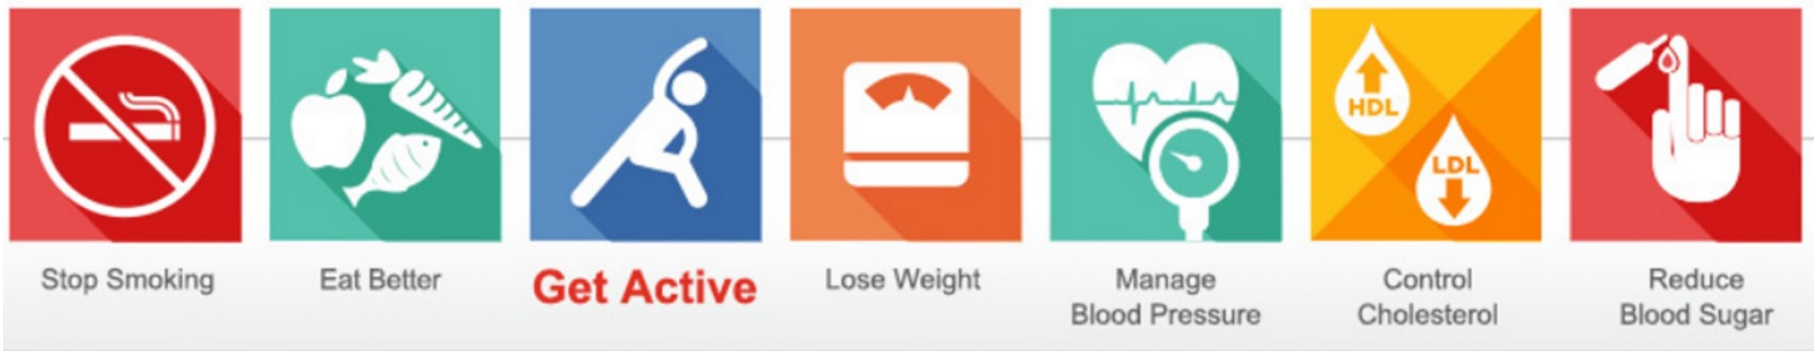 HDL
LDL
Stop Smoking
Eat Better
Get Active
Lose Weight
Manage
Blood Pressure
Control
Cholesterol
Reduce
Blood Sugar